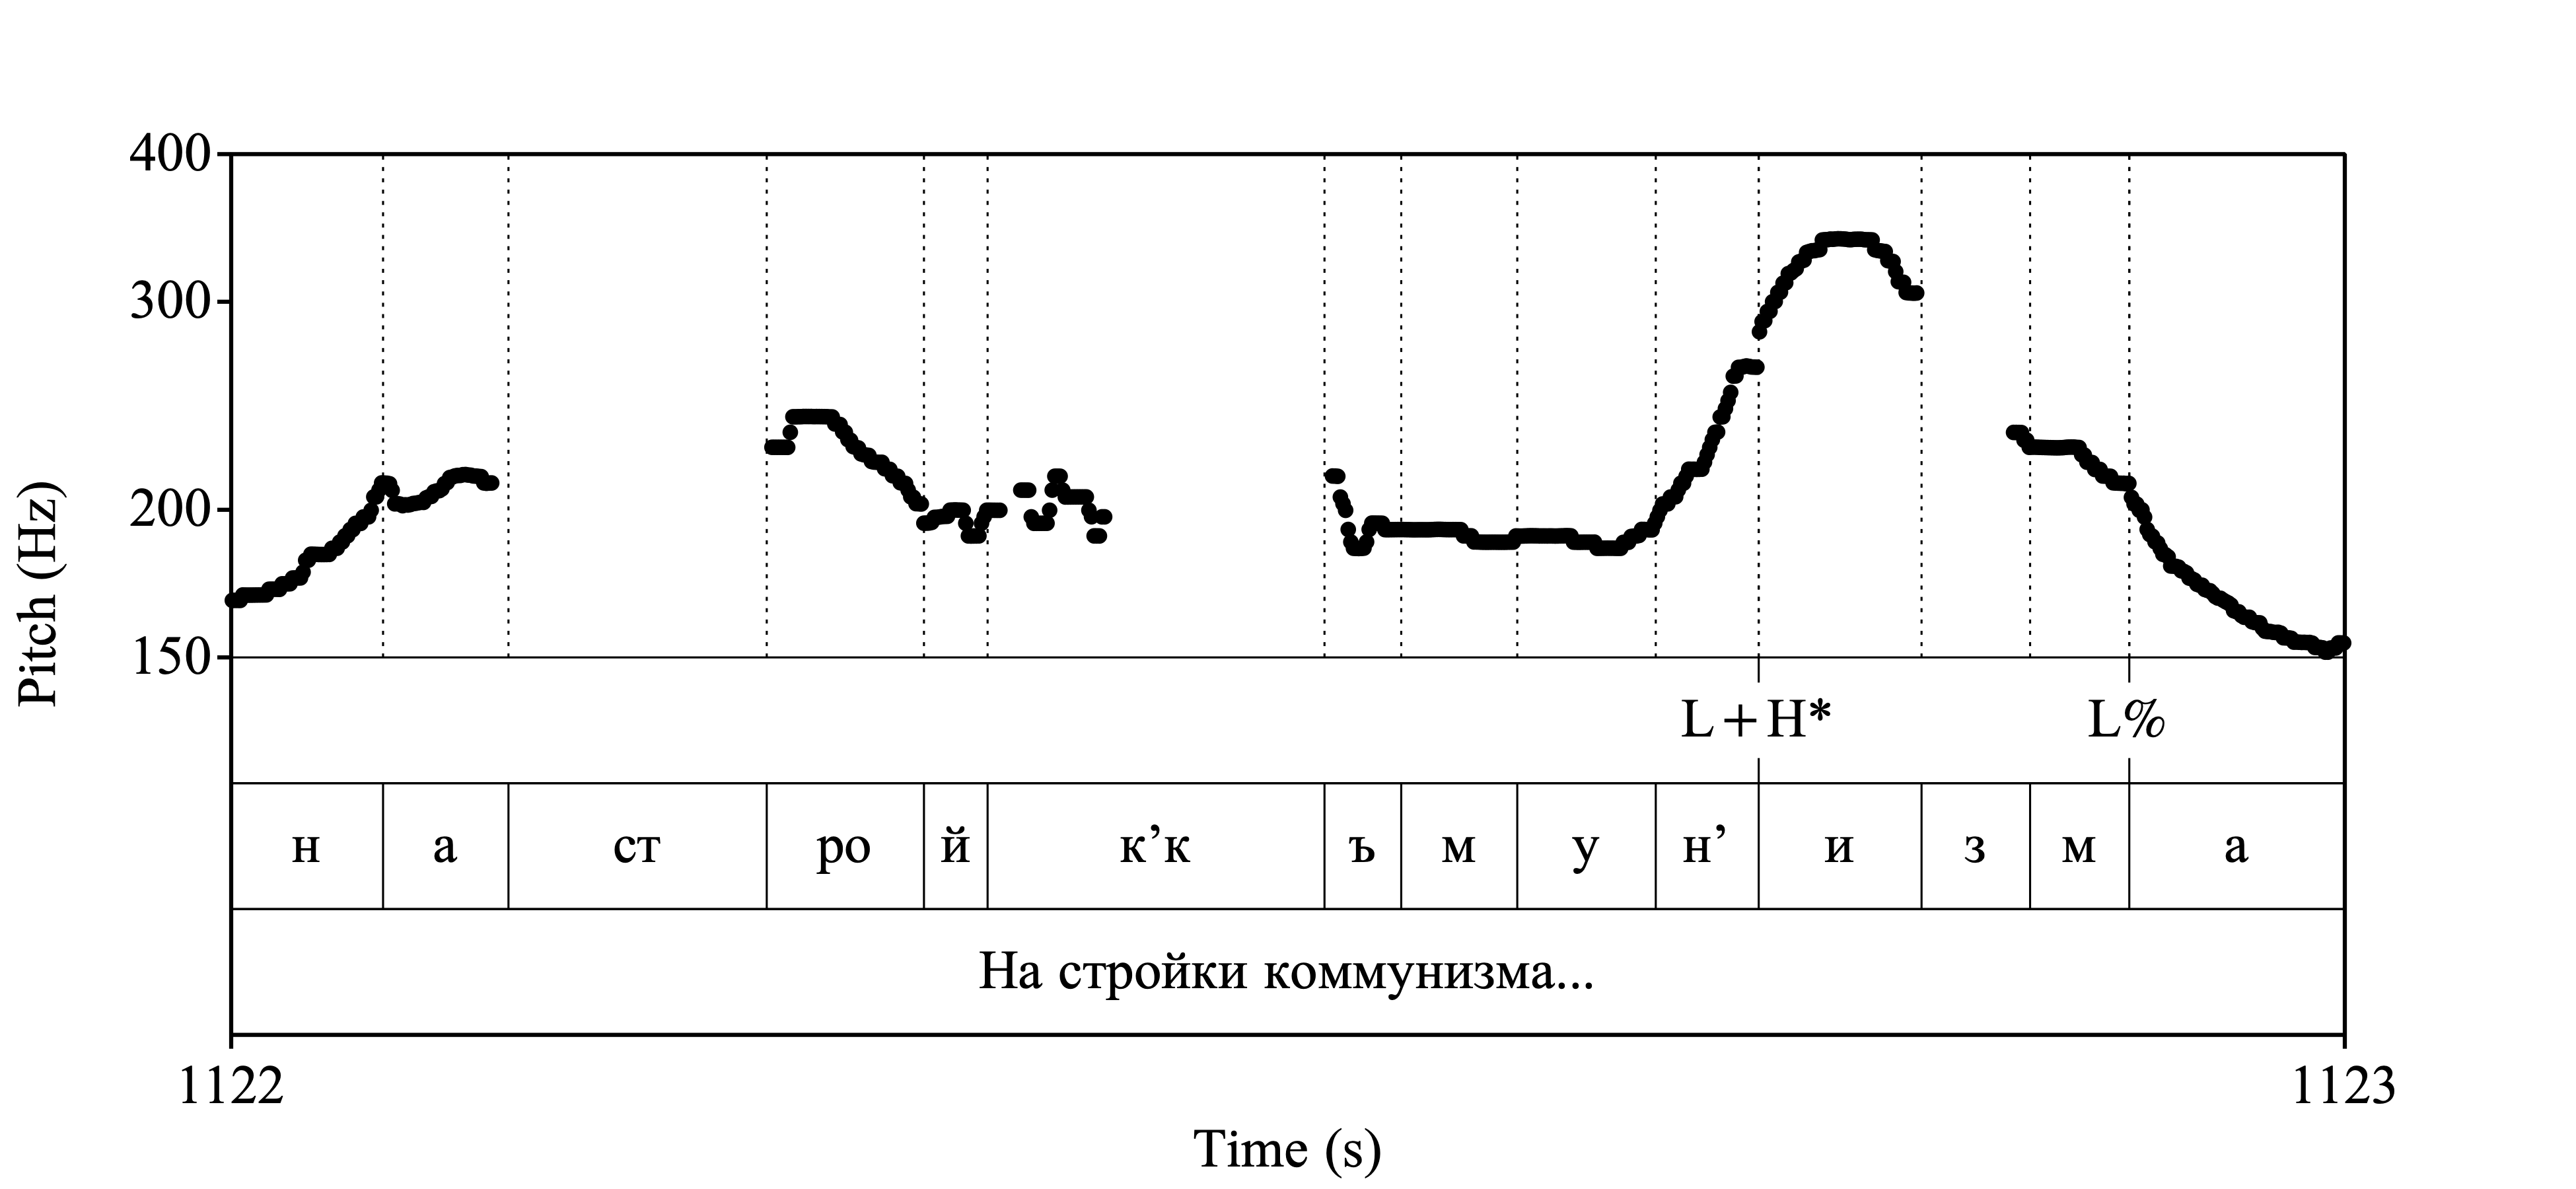 400
300
200
150
Pitch (Hz)
L+H* L%
н а ст ро й к’к ъ м у н’ и з м а
На стройки коммунизма...
1122 1123
Time (s)